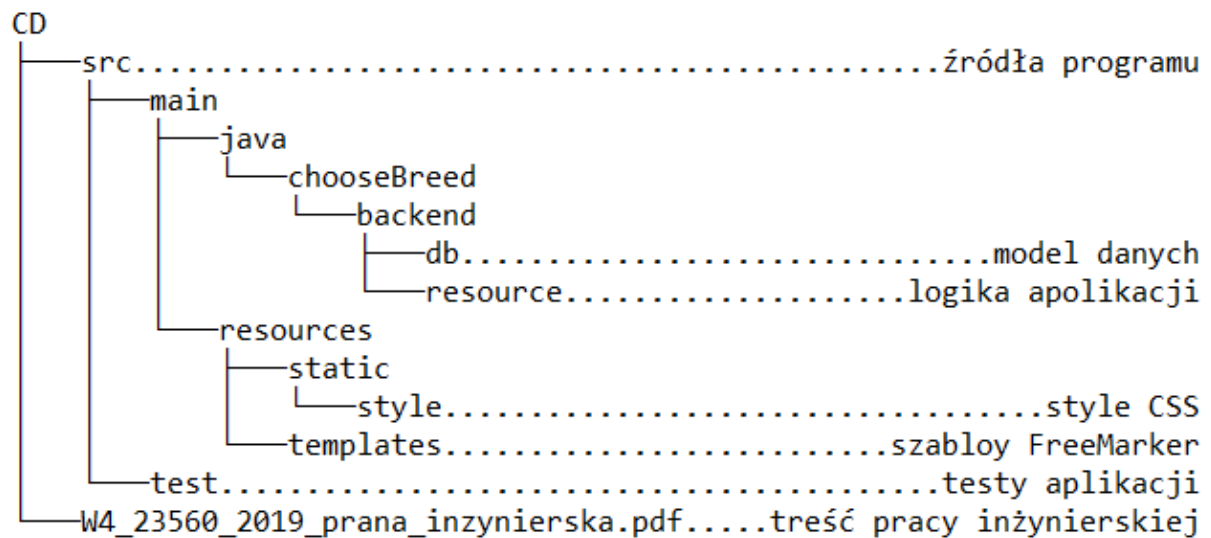 CD
src...............................................źródła programu
main
java
chooseBreed
backend
db...............................model danych
resource....................logika apolikacji
resources
static
style...................................style CSS
templates..........................szabloy FreeMarker
test..........................................testy aplikacji
W4_23560_2019_prana_inzynierska.pdf.....treść pracy inżynierskiej